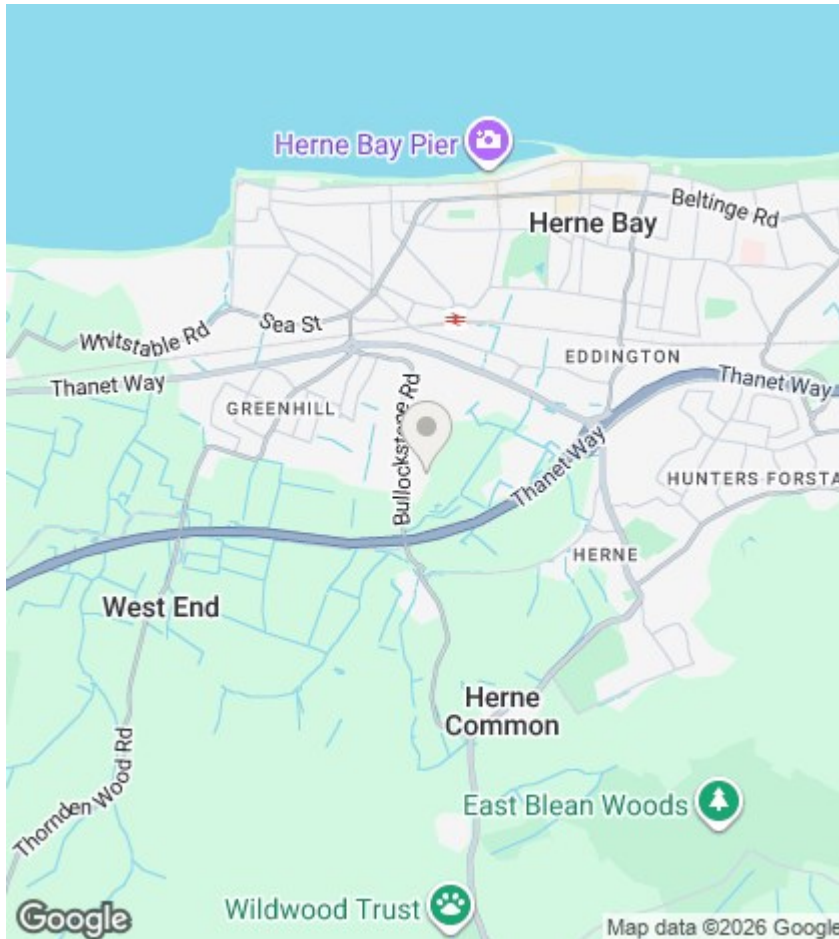 Herne Bay Pier
Beltinge Rd
Herne Bay
Whitstable Rd
Sea St
EDDINGTON
Thanet Way
Thanet Way
GREENHILL
Bullockstone Rd
Thanet Way
HUNTERS FORSTA
HERNE
West End
Herne
Common
Thornden Wood Rd
East Blean Woods
Wildwood Trust
Google
Map data ©2026 Google